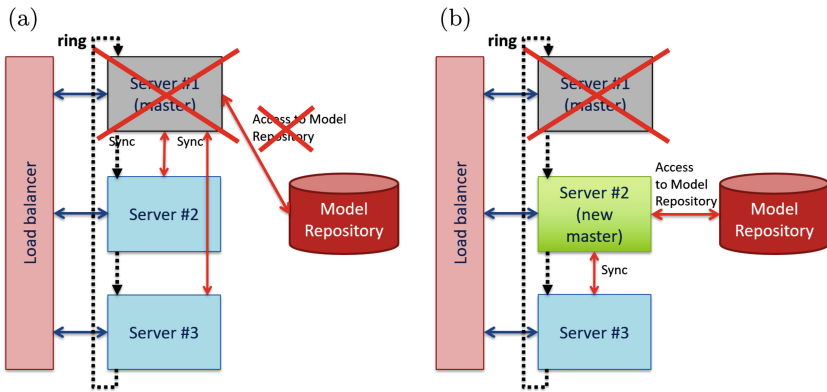 (a)
ring
Load balancer
Server #1
(master)
Access to Model
Repository
Sync
Sync
Server #2
Model
Repository
Server #3
(b)
ring
Load balancer
Server #1
(master)
Access
to Model
Repository
Server #2
(new
master)
Model
Repository
Sync
Server #3